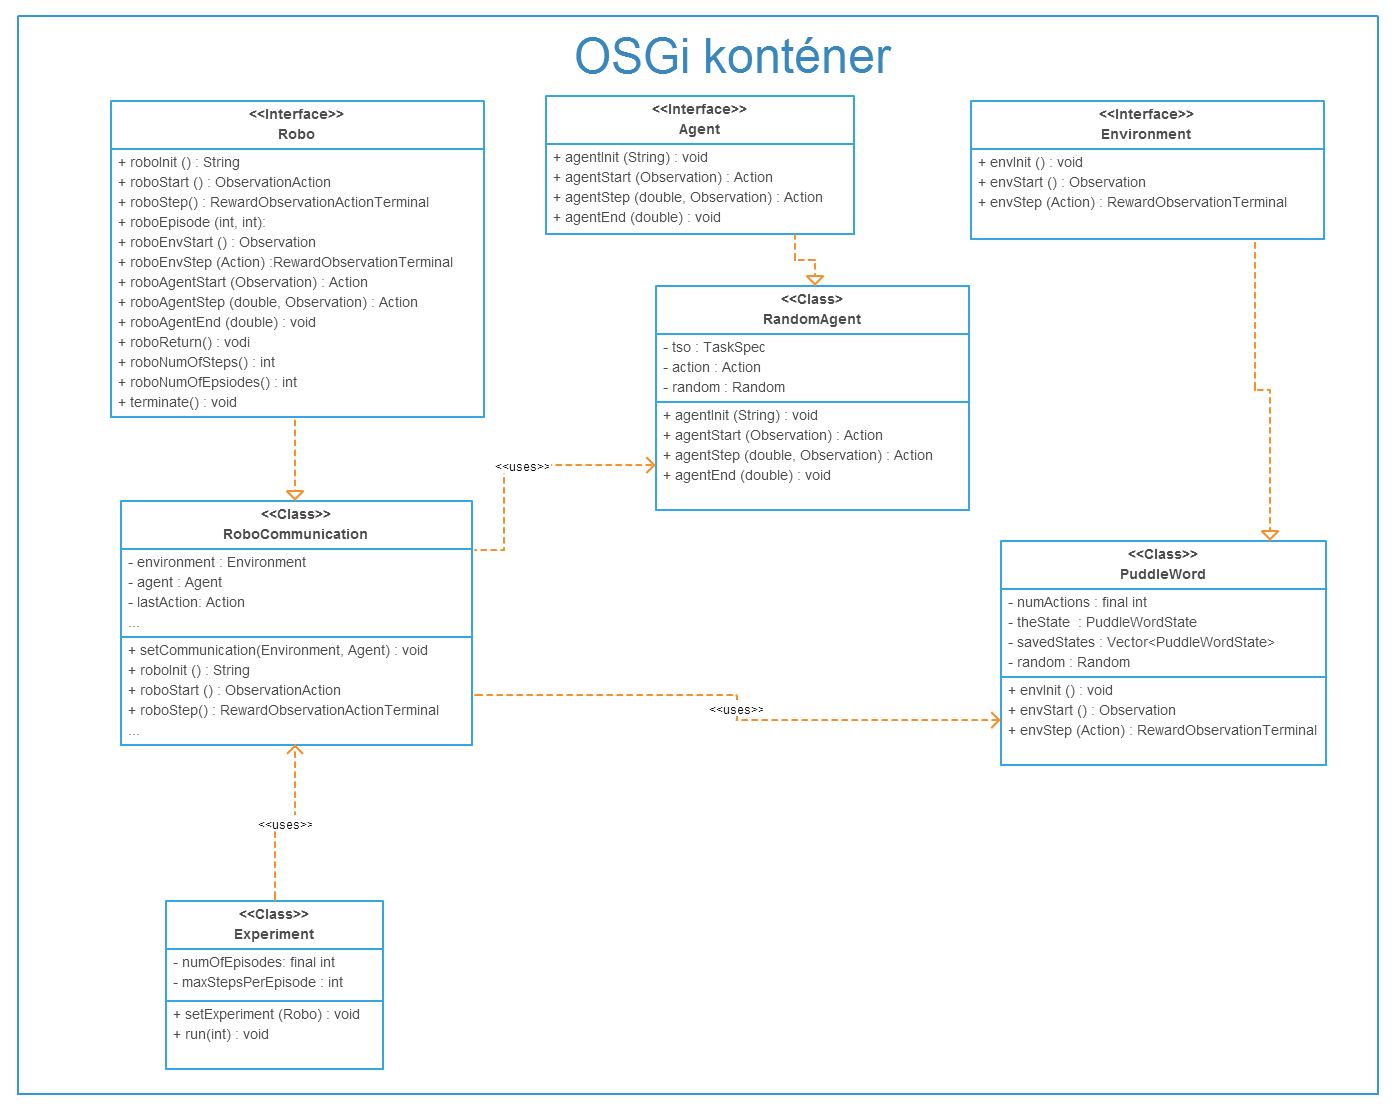 OSGi konténer
<<Interface>>
Robo
+ roboInit () : String
+ roboStart () : ObservationAction
+ roboStep() : RewardObservationActionTerminal
+ roboEpisode (int, int):
+ roboEnvStart () : Observation
+ roboEnvStep (Action) :RewardObservationTerminal
+ roboAgentStart (Observation) : Action
+ roboAgentStep (double, Observation) : Action
+ roboAgentEnd (double) : void
+ roboReturn() : vodi
+ roboNumOfSteps() : int
+ roboNumOfEpsiodes() : int
+ terminate() : void
<<Interface>>
Agent
+ agentInit (String) : void
+ agentStart (Observation) : Action
+ agentStep (double, Observation) : Action
+ agentEnd (double) : void
<<Interface>>
Environment
+ envInit () : void
+ envStart () : Observation
+ envStep (Action) : RewardObservationTerminal
<<Class>
RandomAgent
- tso : TaskSpec
- action : Action
- random : Random
+ agentInit (String) : void
+ agentStart (Observation) : Action
+ agentStep (double, Observation) : Action
+ agentEnd (double) : void
<<uses>>
<<Class>>
RoboCommunication
- environment : Environment
- agent : Agent
- lastAction: Action
...
+ setCommunication(Environment, Agent) : void
+ roboInit () : String
+ roboStart () : ObservationAction
+ roboStep() : RewardObservationActionTerminal
...
<<uses>>
<<Class>>
PuddleWord
- numActions : final int
- theState  : PuddleWordState
- savedStates : Vector<PuddleWordState>
- random : Random
+ envInit () : void
+ envStart () : Observation
+ envStep (Action) : RewardObservationTerminal
<<uses>>
<<Class>>
Experiment
- numOfEpisodes: final int
- maxStepsPerEpisode : int
+ setExperiment (Robo) : void
+ run(int) : void